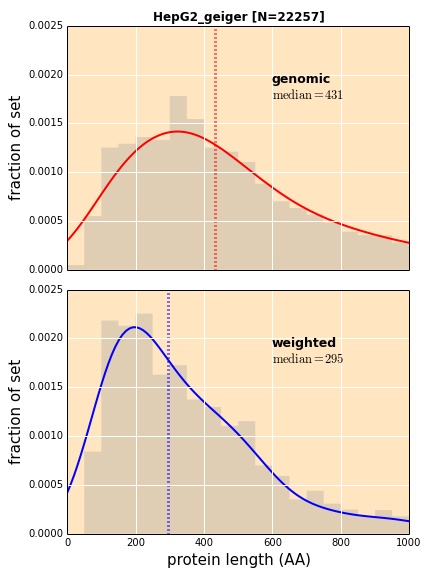 HepG2_geiger [N=22257]
0.0025
0.0020
0.0015
0.0010
0.0005
0.0000
fraction of set
genomic
median = 431
0.0025
0.0020
0.0015
0.0010
0.0005
0.0000
fraction of set
weighted
median = 295
0 200 400 600 800 1000
protein length (AA)